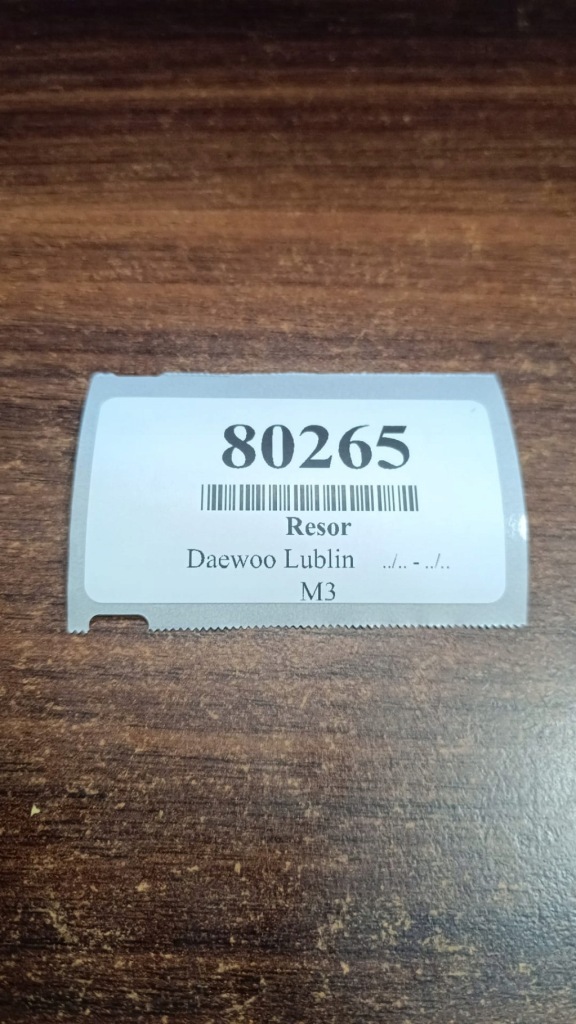 80265
Resor
Daewoo Lublin ../.. - ../..
M3